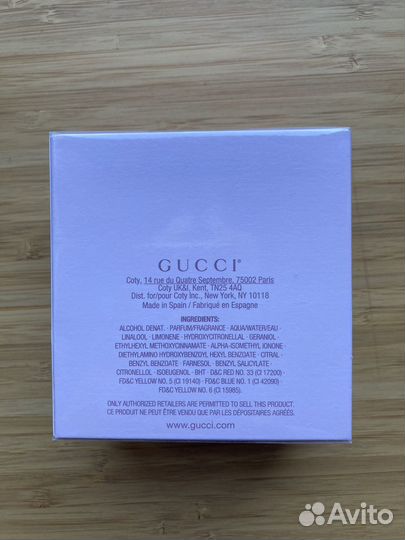 GUCCI®
Coty, 14 rue du Quatre Septembre, 75002 Paris
Coty UK&I, Kent, TN25 4AQ
Dist. for/pour Coty Inc., New York, NY 10118
Made in Spain / Fabriqué en Espagne
INGREDIENTS:
ALCOHOL DENAT. · PARFUM/FRAGRANCE · AQUA/WATER/EAU ·
LINALOOL · LIMONENE · HYDROXYCITRONELLAL · GERANIOL ·
ETHYLHEXYL METHOXYCINNAMATE · ALPHA-ISOMETHYL IONONE ·
DIETHYLAMINO HYDROXYBENZOYL HEXYL BENZOATE · CITRAL ·
BENZYL BENZOATE · FARNESOL · BENZYL SALICYLATE ·
CITRONELLOL · ISOEUGENOL · BHT · D&C RED NO. 33 (CI 17200) ·
FD&C YELLOW NO. 5 (CI 19140) · FD&C BLUE NO. 1 (CI 42090) ·
FD&C YELLOW NO. 6 (CI 15985).
ONLY AUTHORIZED RETAILERS ARE PERMITTED TO SELL THIS PRODUCT.
CE PRODUIT NE PEUT ÊTRE VENDU QUE PAR LES DÉPOSITAIRES AGRÉÉS.
www.gucci.com
Avito